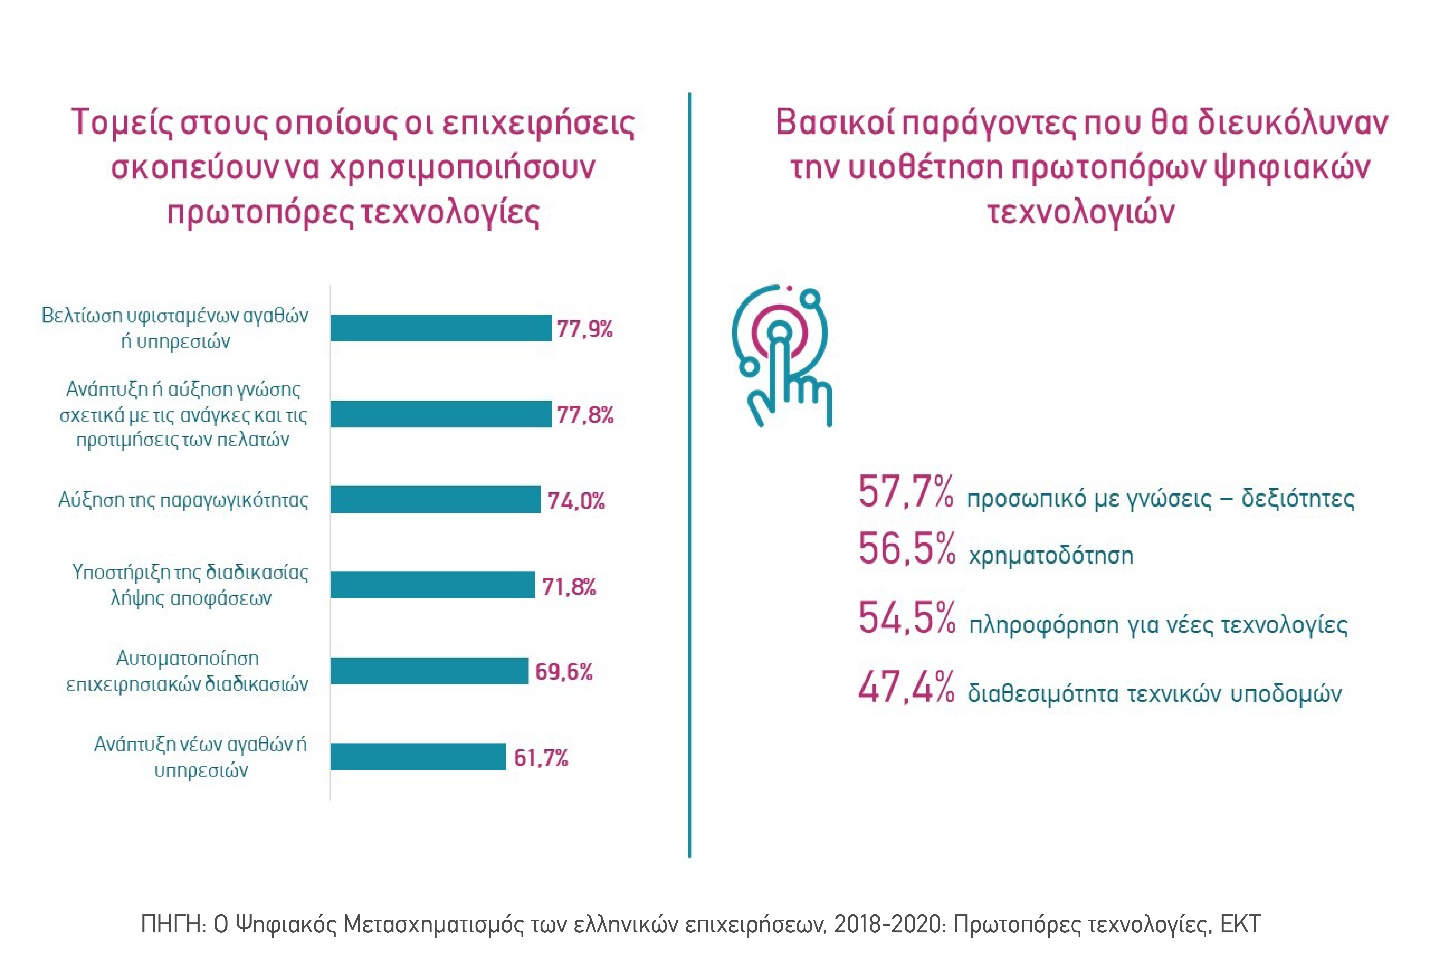 Τομείς στους οποίους οι επιχειρήσεις
σκοπεύουν να χρησιμοποιήσουν
πρωτοπόρες τεχνολογίες
Βελτίωση υφισταμένων αγαθών
ή υπηρεσιών
77,9%
Ανάπτυξη ή αύξηση γνώσης
σχετικά με τις ανάγκες και τις
προτιμήσεις των πελατών
77,8%
Αύξηση της παραγωγικότητας
74,0%
Υποστήριξη της διαδικασίας
λήψης αποφάσεων
71,8%
Αυτοματοποίηση
επιχειρησιακών διαδικασιών
69,6%
Ανάπτυξη νέων αγαθών ή
υπηρεσιών
61,7%
Βασικοί παράγοντες που θα διευκόλυναν
την υιοθέτηση πρωτοπόρων ψηφιακών
τεχνολογιών
57,7% προσωπικό με γνώσεις – δεξιότητες
56,5% χρηματοδότηση
54,5% πληροφόρηση για νέες τεχνολογίες
47,4% διαθεσιμότητα τεχνικών υποδομών
ΠΗΓΗ: Ο Ψηφιακός Μετασχηματισμός των ελληνικών επιχειρήσεων, 2018-2020: Πρωτοπόρες τεχνολογίες, ΕΚΤ